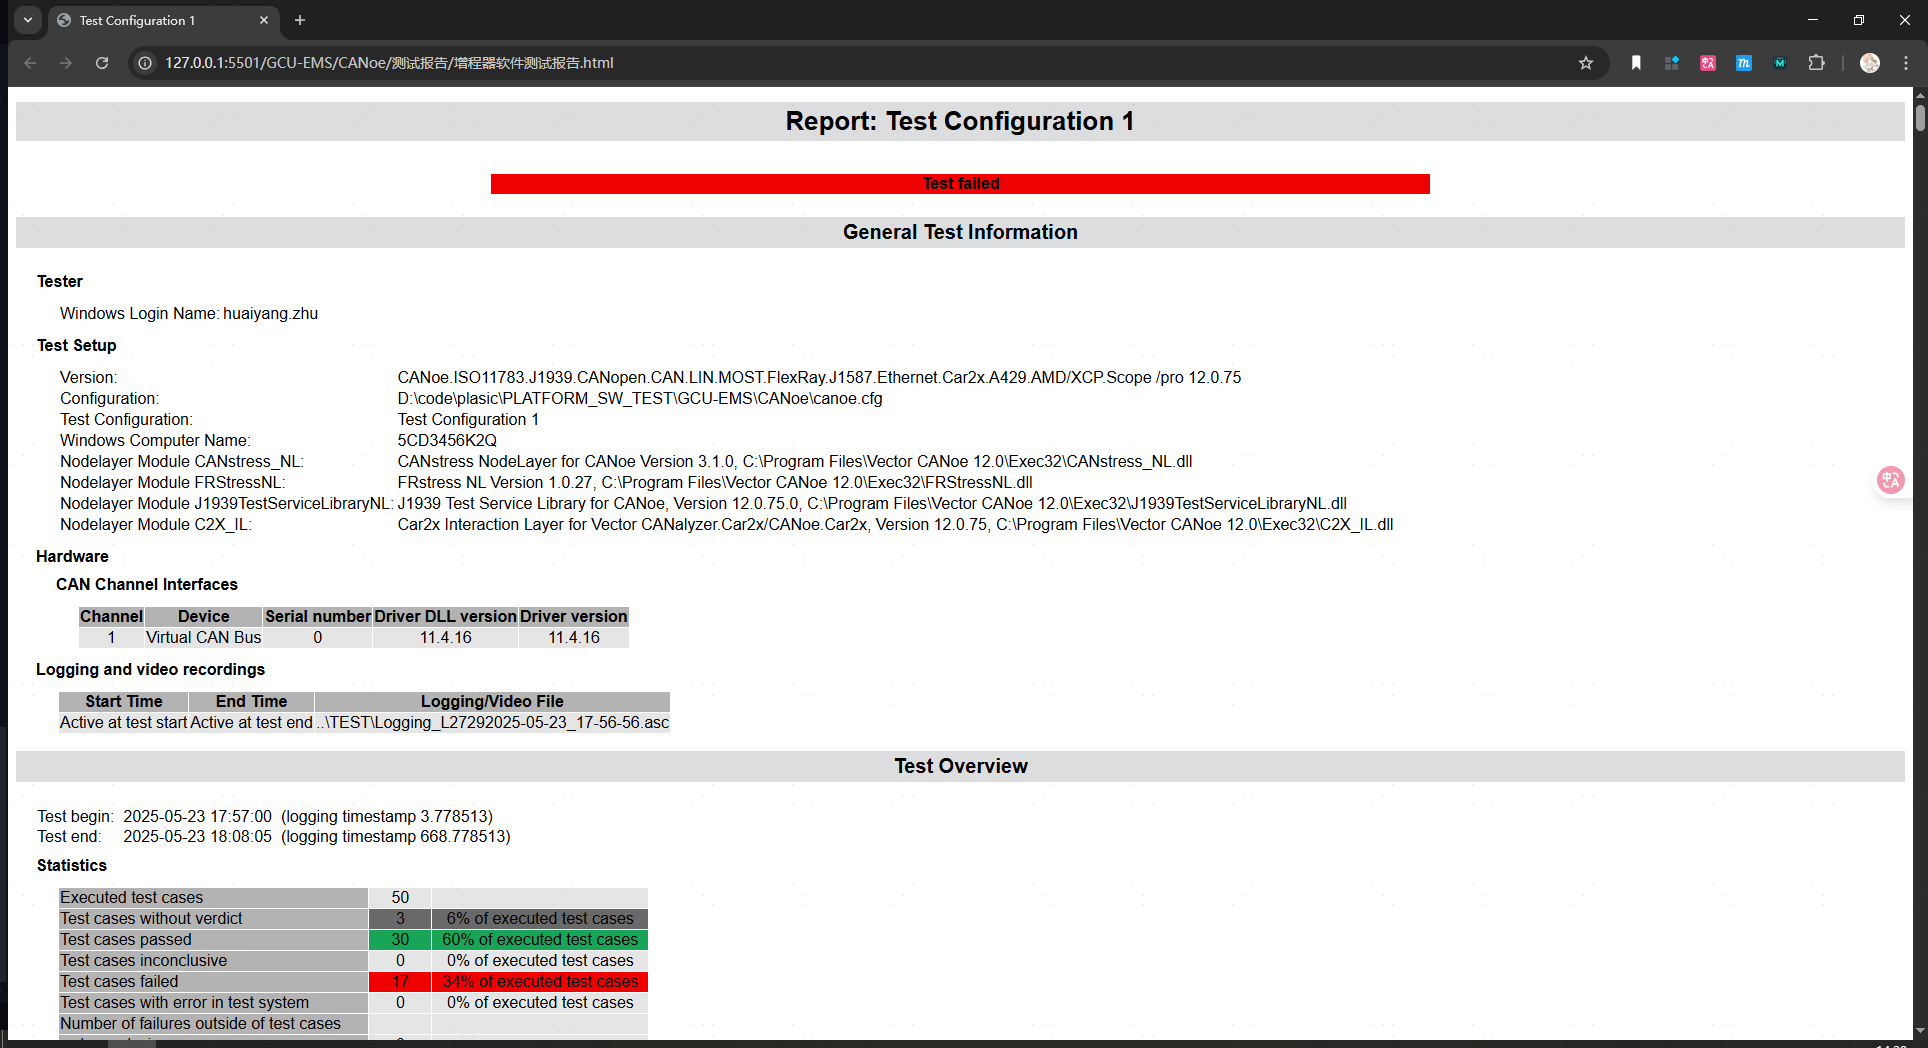 Test Configuration 1
127.0.0.1:5501/GCU-EMS/CANoe/测试报告/增程器软件测试报告.html
Report: Test Configuration 1
Test failed
General Test Information
Tester
Windows Login Name: huaiyang.zhu
Test Setup
Version: CANoe.ISO11783.J1939.CANopen.CAN.LIN.MOST.FlexRay.J1587.Ethernet.Car2x.A429.AMD/XCP.Scope /pro 12.0.75
Configuration: D:\code\plasic\PLATFORM_SW_TEST\GCU-EMS\CANoe\canoe.cfg
Test Configuration: Test Configuration 1
Windows Computer Name: 5CD3456K2Q
Nodelayer Module CANstress_NL: CANstress NodeLayer for CANoe Version 3.1.0, C:\Program Files\Vector CANoe 12.0\Exec32\CANstress_NL.dll
Nodelayer Module FRStressNL: FRstress NL Version 1.0.27, C:\Program Files\Vector CANoe 12.0\Exec32\FRStressNL.dll
Nodelayer Module J1939TestServiceLibraryNL: J1939 Test Service Library for CANoe, Version 12.0.75.0, C:\Program Files\Vector CANoe 12.0\Exec32\J1939TestServiceLibraryNL.dll
Nodelayer Module C2X_IL: Car2x Interaction Layer for Vector CANalyzer.Car2x/CANoe.Car2x, Version 12.0.75, C:\Program Files\Vector CANoe 12.0\Exec32\C2X_IL.dll
Hardware
CAN Channel Interfaces
Channel Device Serial number Driver DLL version Driver version
1 Virtual CAN Bus 0 11.4.16 11.4.16
Logging and video recordings
Start Time End Time Logging/Video File
Active at test start Active at test end ..\TEST\Logging_L27292025-05-23_17-56-56.asc
Test Overview
Test begin: 2025-05-23 17:57:00 (logging timestamp 3.778513)
Test end: 2025-05-23 18:08:05 (logging timestamp 668.778513)
Statistics
Executed test cases 50
Test cases without verdict 3 6% of executed test cases
Test cases passed 30 60% of executed test cases
Test cases inconclusive 0 0% of executed test cases
Test cases failed 17 34% of executed test cases
Test cases with error in test system 0 0% of executed test cases
Number of failures outside of test cases